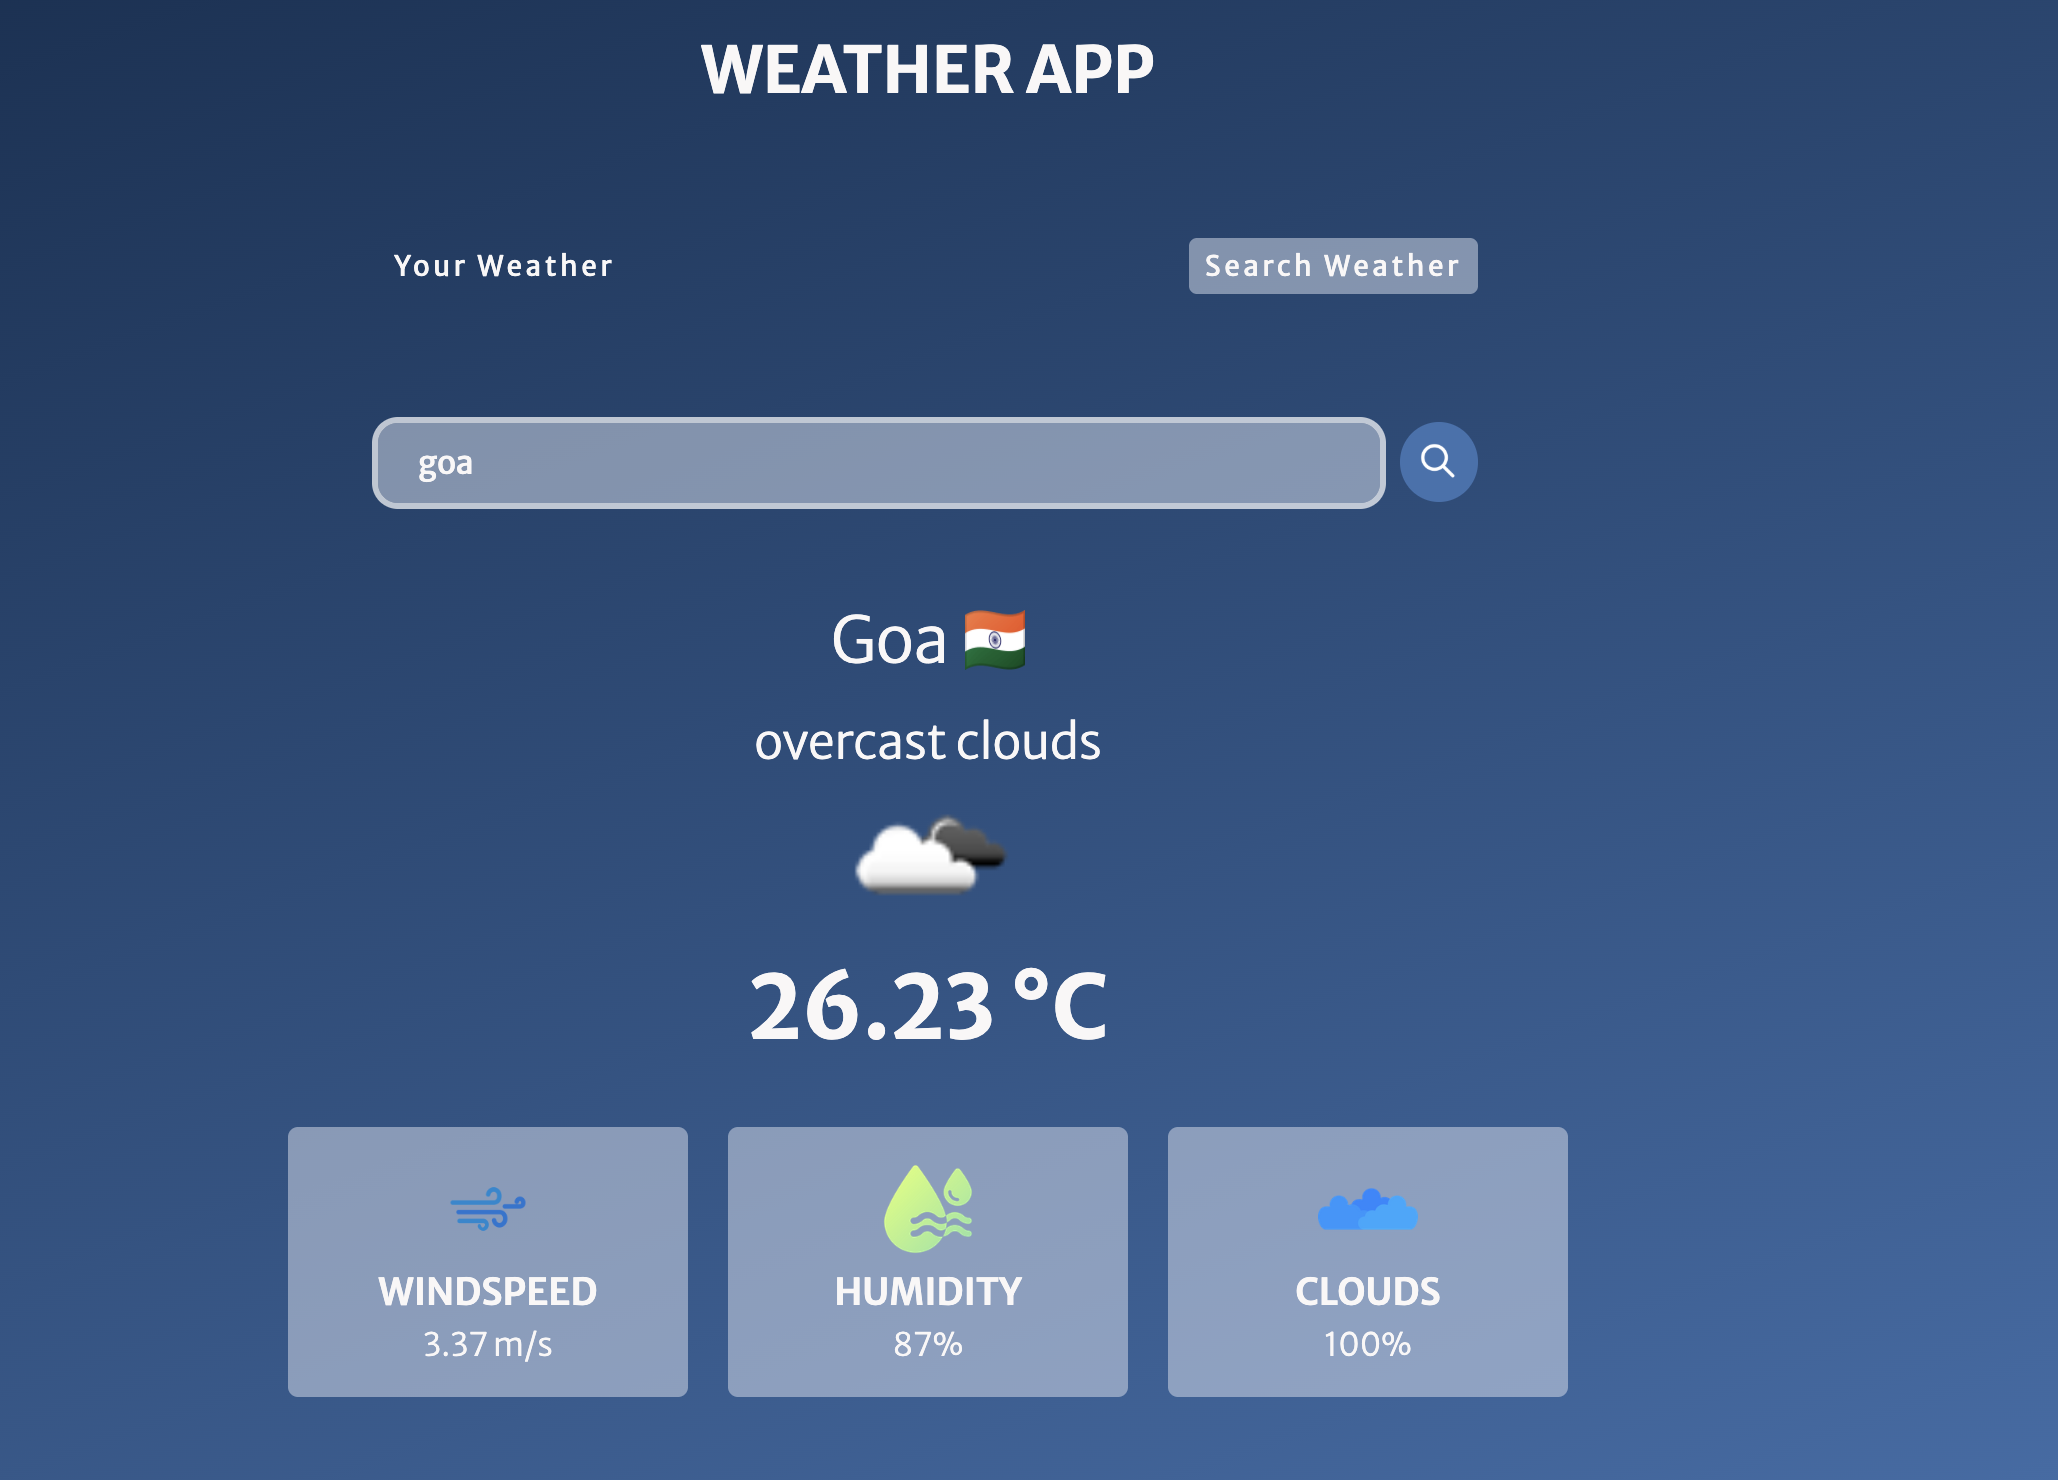 WEATHER APP
Your Weather
Search Weather
goa
Goa
overcast clouds
26.23 °C
WINDSPEED
3.37 m/s
HUMIDITY
87%
CLOUDS
100%